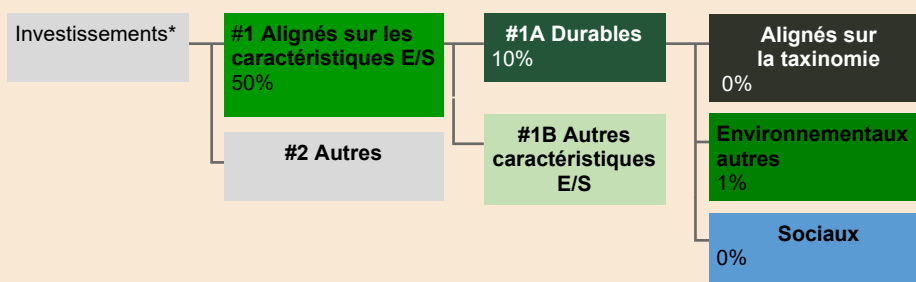 Investissements*
#1 Alignés sur les
caractéristiques E/S
50%
#2 Autres
#1A Durables
10%
#1B Autres
caractéristiques
E/S
Alignés sur
la taxinomie
0%
Environnementaux
autres
1%
Sociaux
0%